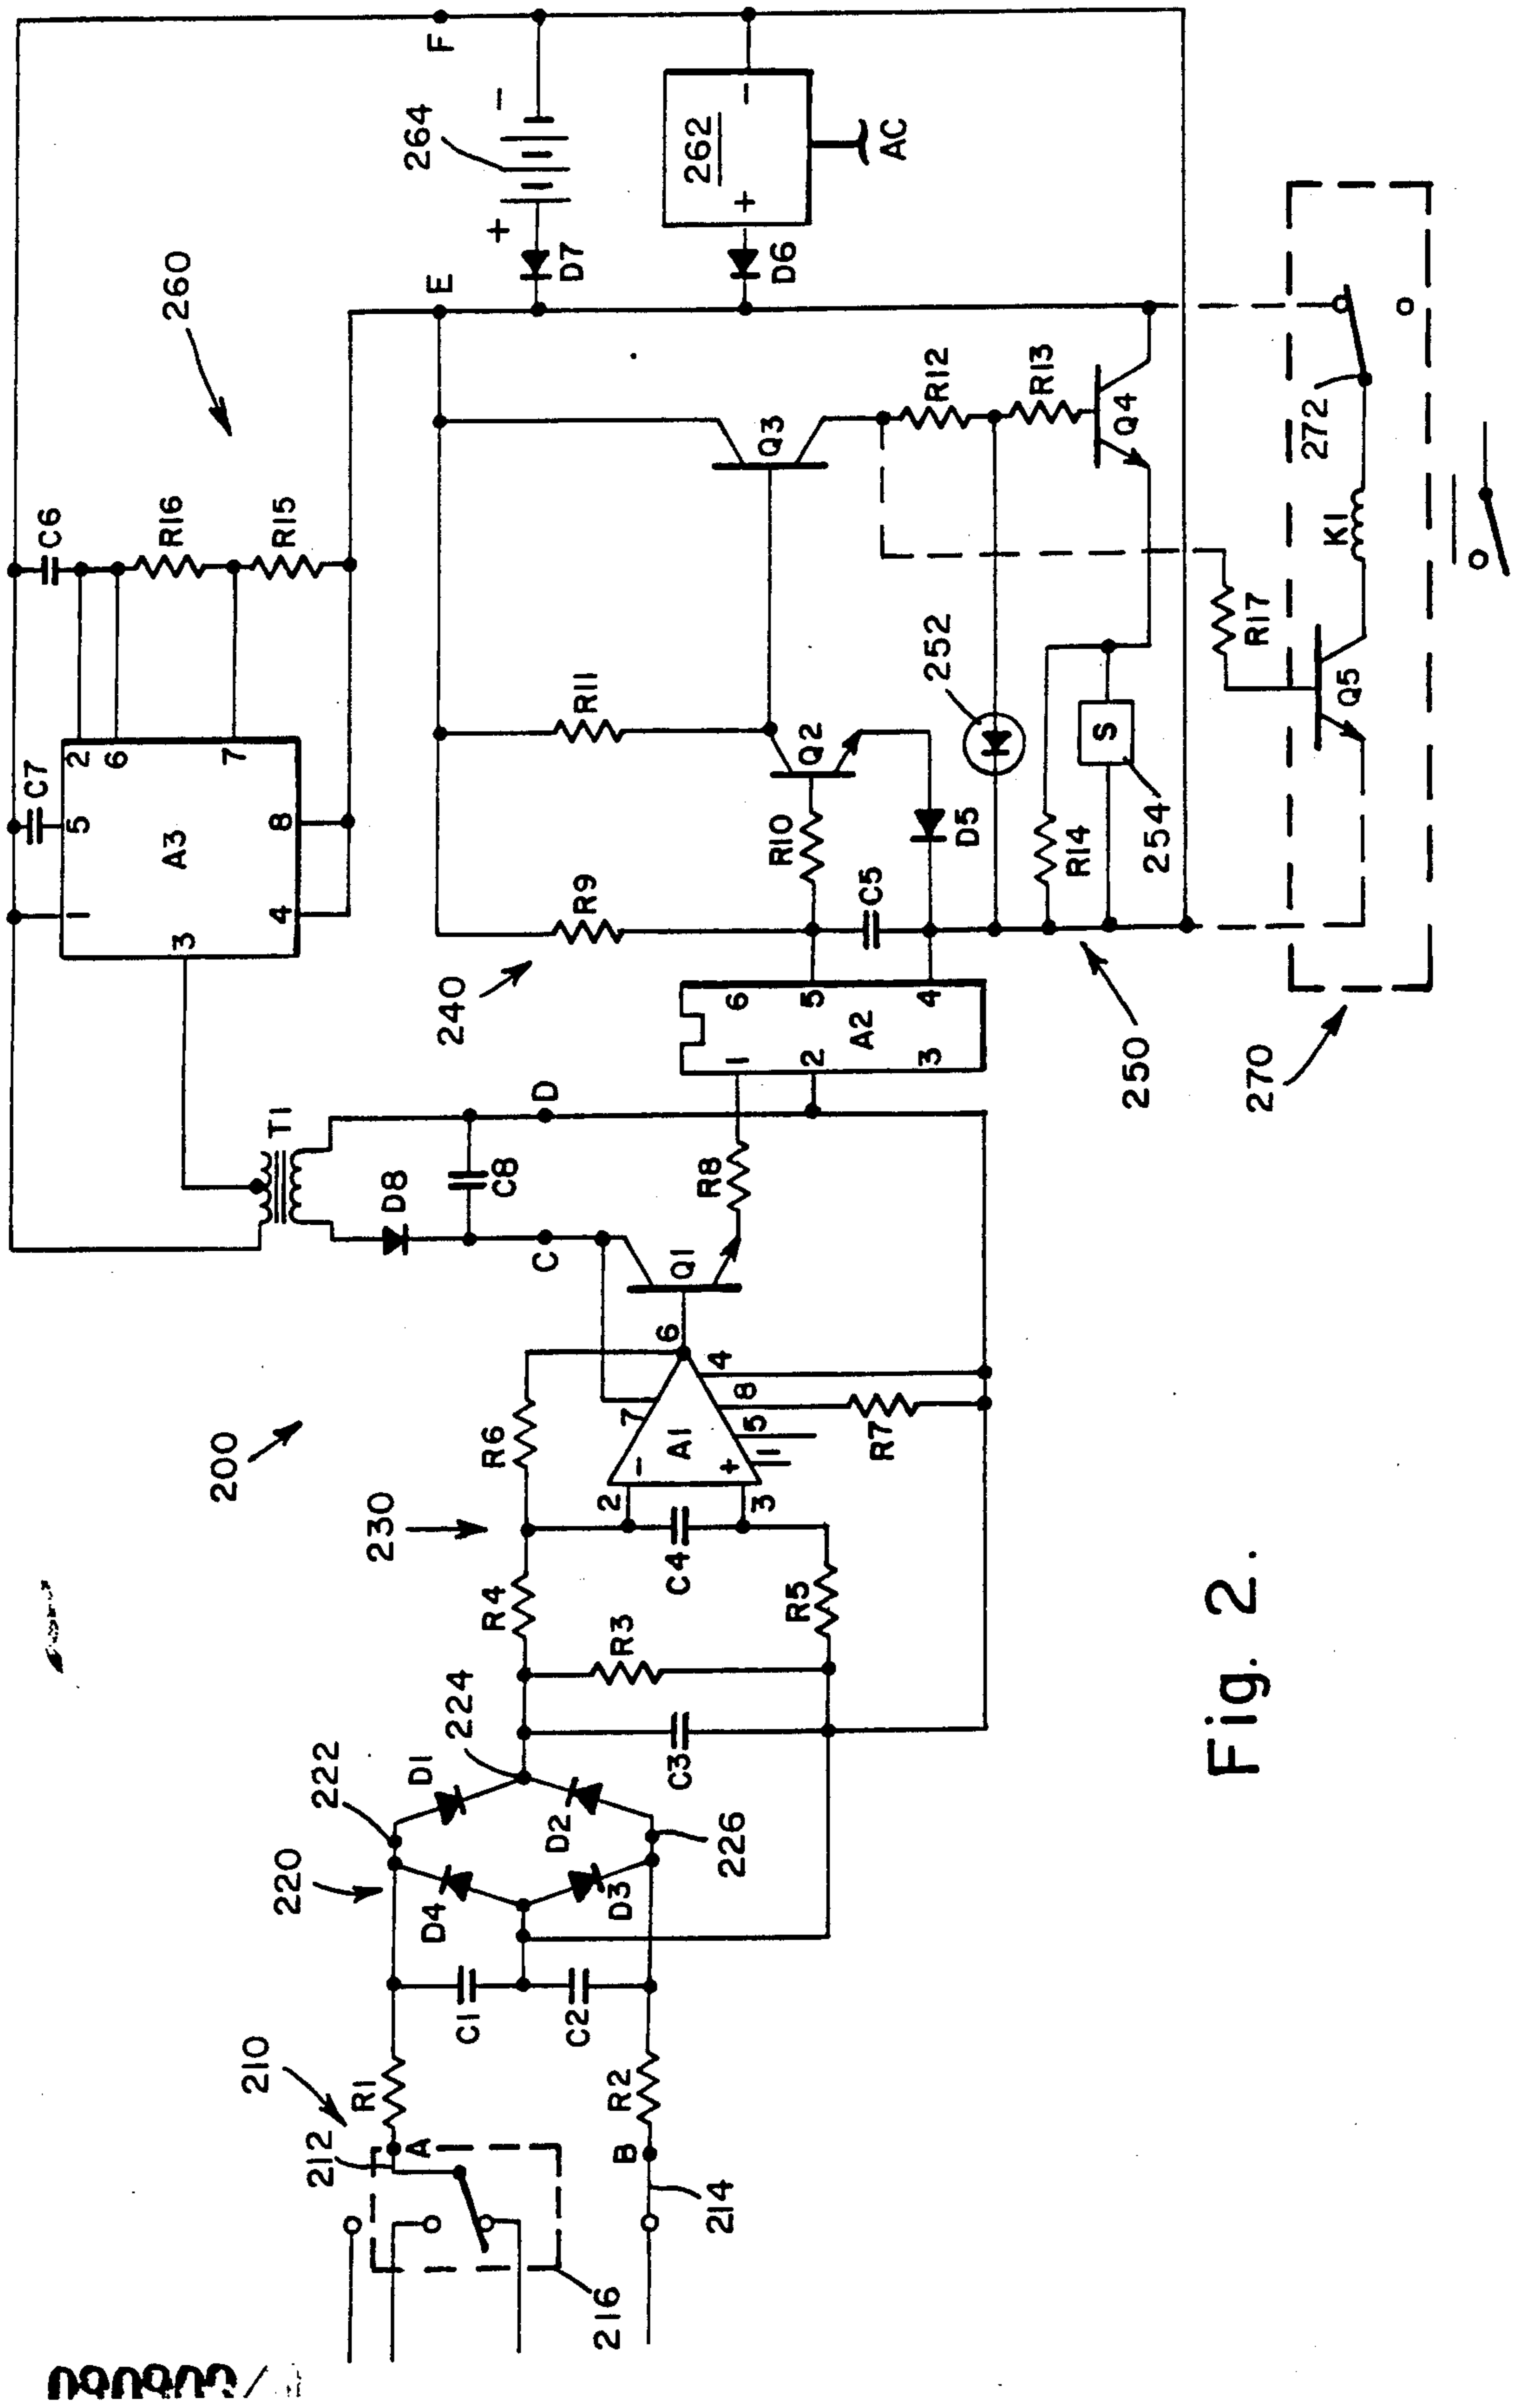 260
C7
C6
R16
R15
5
1
2
6
7
A3
3
4
8
E
F
264
+
-
D7
262
+
-
AC
D6
T1
D8
C8
D
C
240
R9
R11
Q3
R12
R13
Q4
R10
Q2
C5
D5
252
R14
S
254
250
A2
1
2
3
4
5
6
R8
Q1
200
230
R6
R4
2
3
7
6
4
8
5
1
-
+
A1
C4
R7
R5
R3
C3
220
222
224
226
D1
D2
D3
D4
C1
C2
210
212
214
216
A
B
R1
R2
270
272
K1
Q5
R17
Fig. 2.